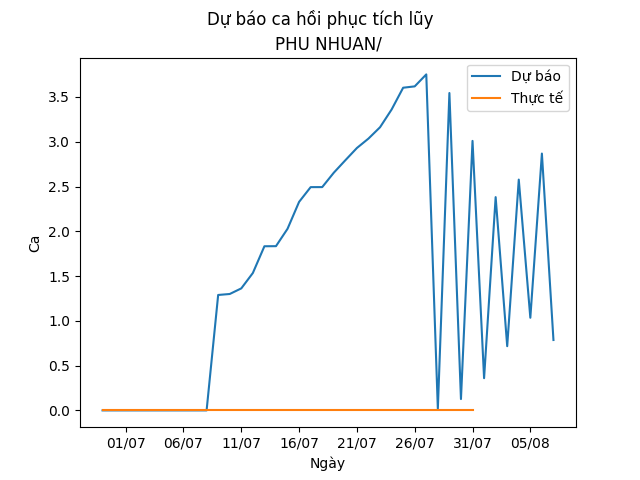 Dự báo ca hồi phục tích lũy
PHU NHUAN/
Dự báo
Thực tế
Ca
3.5
3.0
2.5
2.0
1.5
1.0
0.5
0.0
01/07 06/07 11/07 16/07 21/07 26/07 31/07 05/08
Ngày